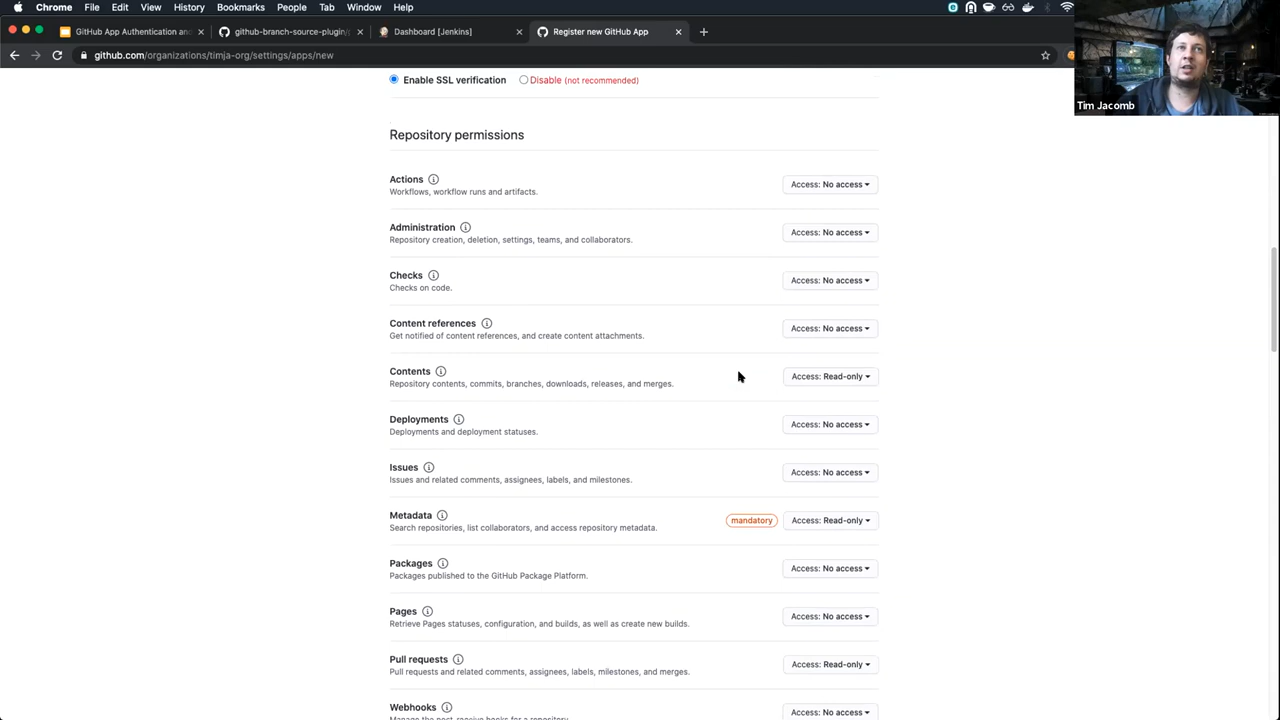 Chrome File Edit View History Bookmarks People Tab Window Help
GitHub App Authentication and
github-branch-source-plugin/
Dashboard [Jenkins]
Register new GitHub App
github.com/organizations/timja-org/settings/apps/new
Tim Jacomb
Enable SSL verification Disable (not recommended)
Repository permissions
Actions
Workflows, workflow runs and artifacts.
Access: No access
Administration
Repository creation, deletion, settings, teams, and collaborators.
Access: No access
Checks
Checks on code.
Access: No access
Content references
Get notified of content references, and create content attachments.
Access: No access
Contents
Repository contents, commits, branches, downloads, releases, and merges.
Access: Read-only
Deployments
Deployments and deployment statuses.
Access: No access
Issues
Issues and related comments, assignees, labels, and milestones.
Access: No access
Metadata
Search repositories, list collaborators, and access repository metadata.
mandatory
Access: Read-only
Packages
Packages published to the GitHub Package Platform.
Access: No access
Pages
Retrieve Pages statuses, configuration, and builds, as well as create new builds.
Access: No access
Pull requests
Pull requests and related comments, assignees, labels, milestones, and merges.
Access: Read-only
Webhooks
Manage the post-receive hooks for a repository.
Access: No access